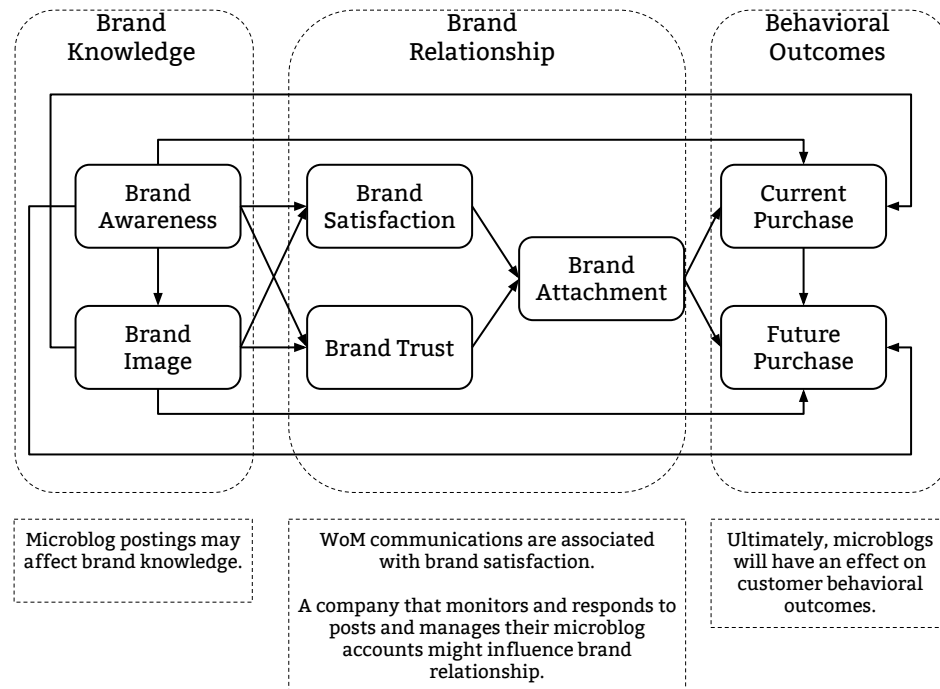 Brand
Knowledge
Brand
Relationship
Behavioral
Outcomes
Brand
Awareness
Brand
Satisfaction
Current
Purchase
Brand
Attachment
Brand
Image
Brand Trust
Future
Purchase
Microblog postings may
affect brand knowledge.
WoM communications are associated
with brand satisfaction.
A company that monitors and responds to
posts and manages their microblog
accounts might influence brand
relationship.
Ultimately, microblogs
will have an effect on
customer behavioral
outcomes.